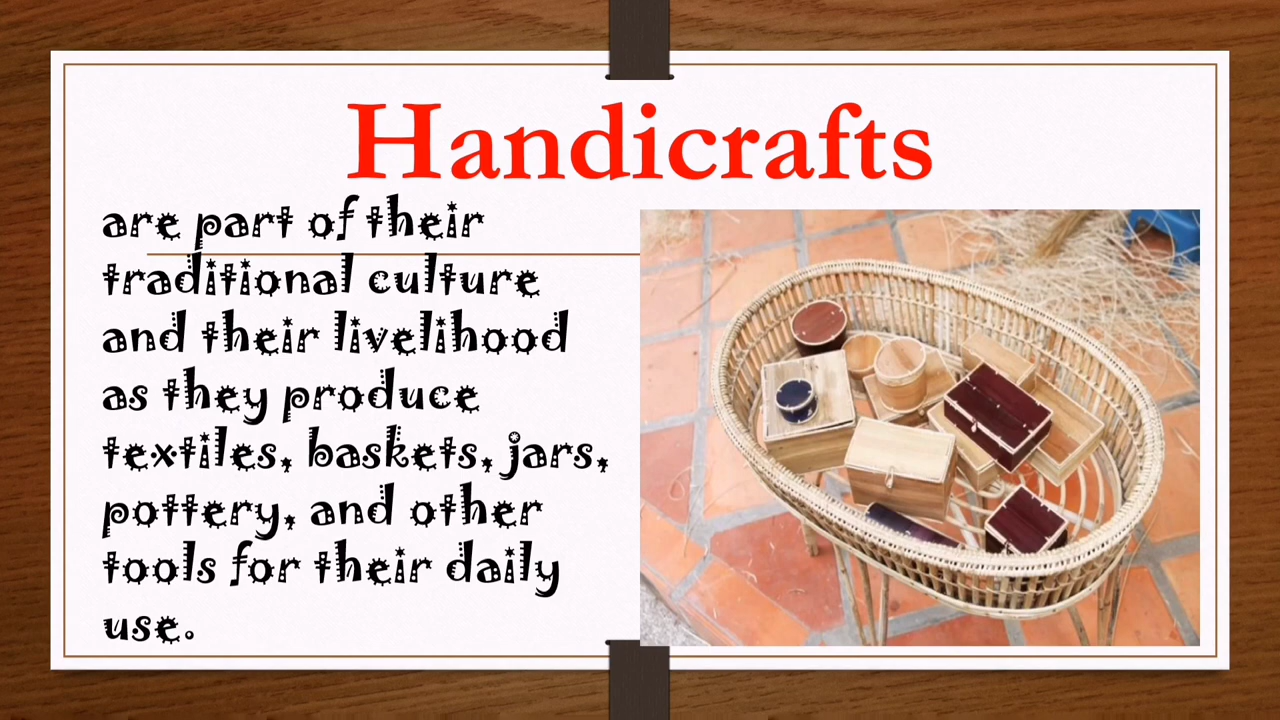 Handicrafts
are part of their
traditional culture
and their livelihood
as they produce
textiles, baskets, jars,
pottery, and other
tools for their daily
use.